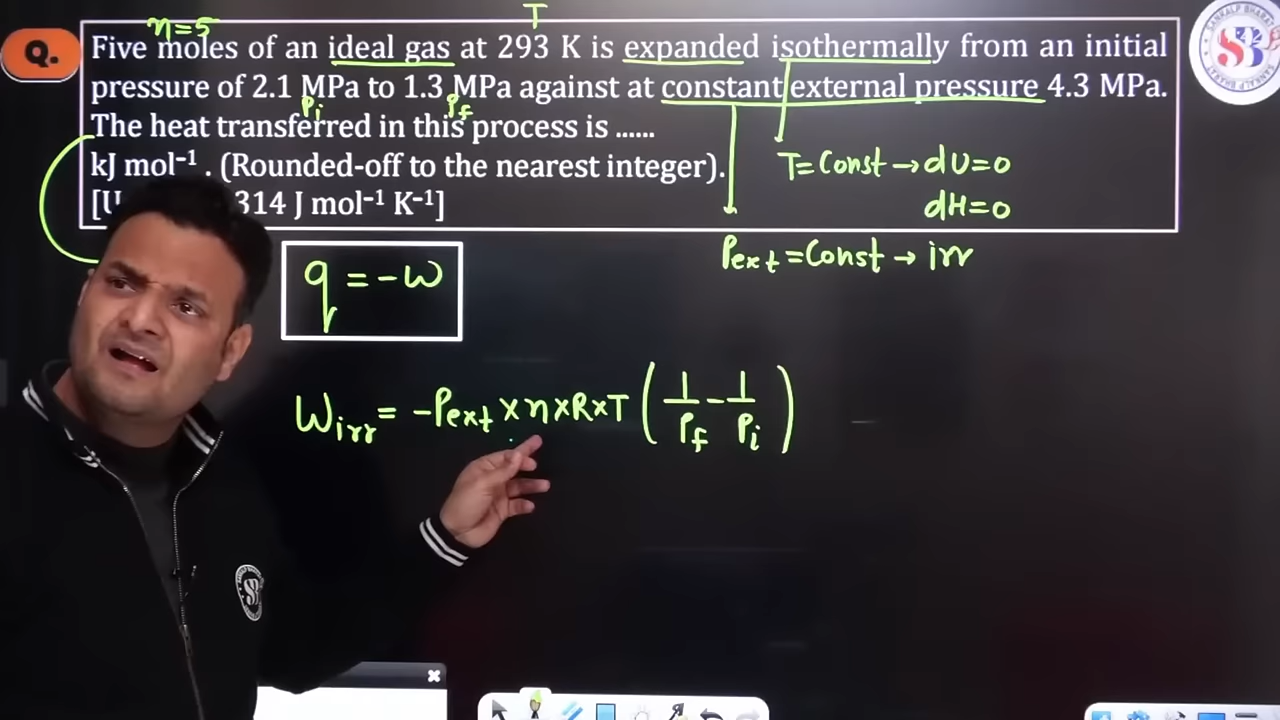 n=5
T
Q.
Five moles of an ideal gas at 293 K is expanded isothermally from an initial
pressure of 2.1 MPa to 1.3 MPa against at constant external pressure 4.3 MPa.
Pi Pf
The heat transferred in this process is ......
kJ mol⁻¹ . (Rounded-off to the nearest integer).
314 J mol⁻¹ K⁻¹]
T=Const → dU=0
dH=0
Pext=Const → irr
q = -w
Wirr = -Pext × n × R × T (1/Pf - 1/Pi)
SB